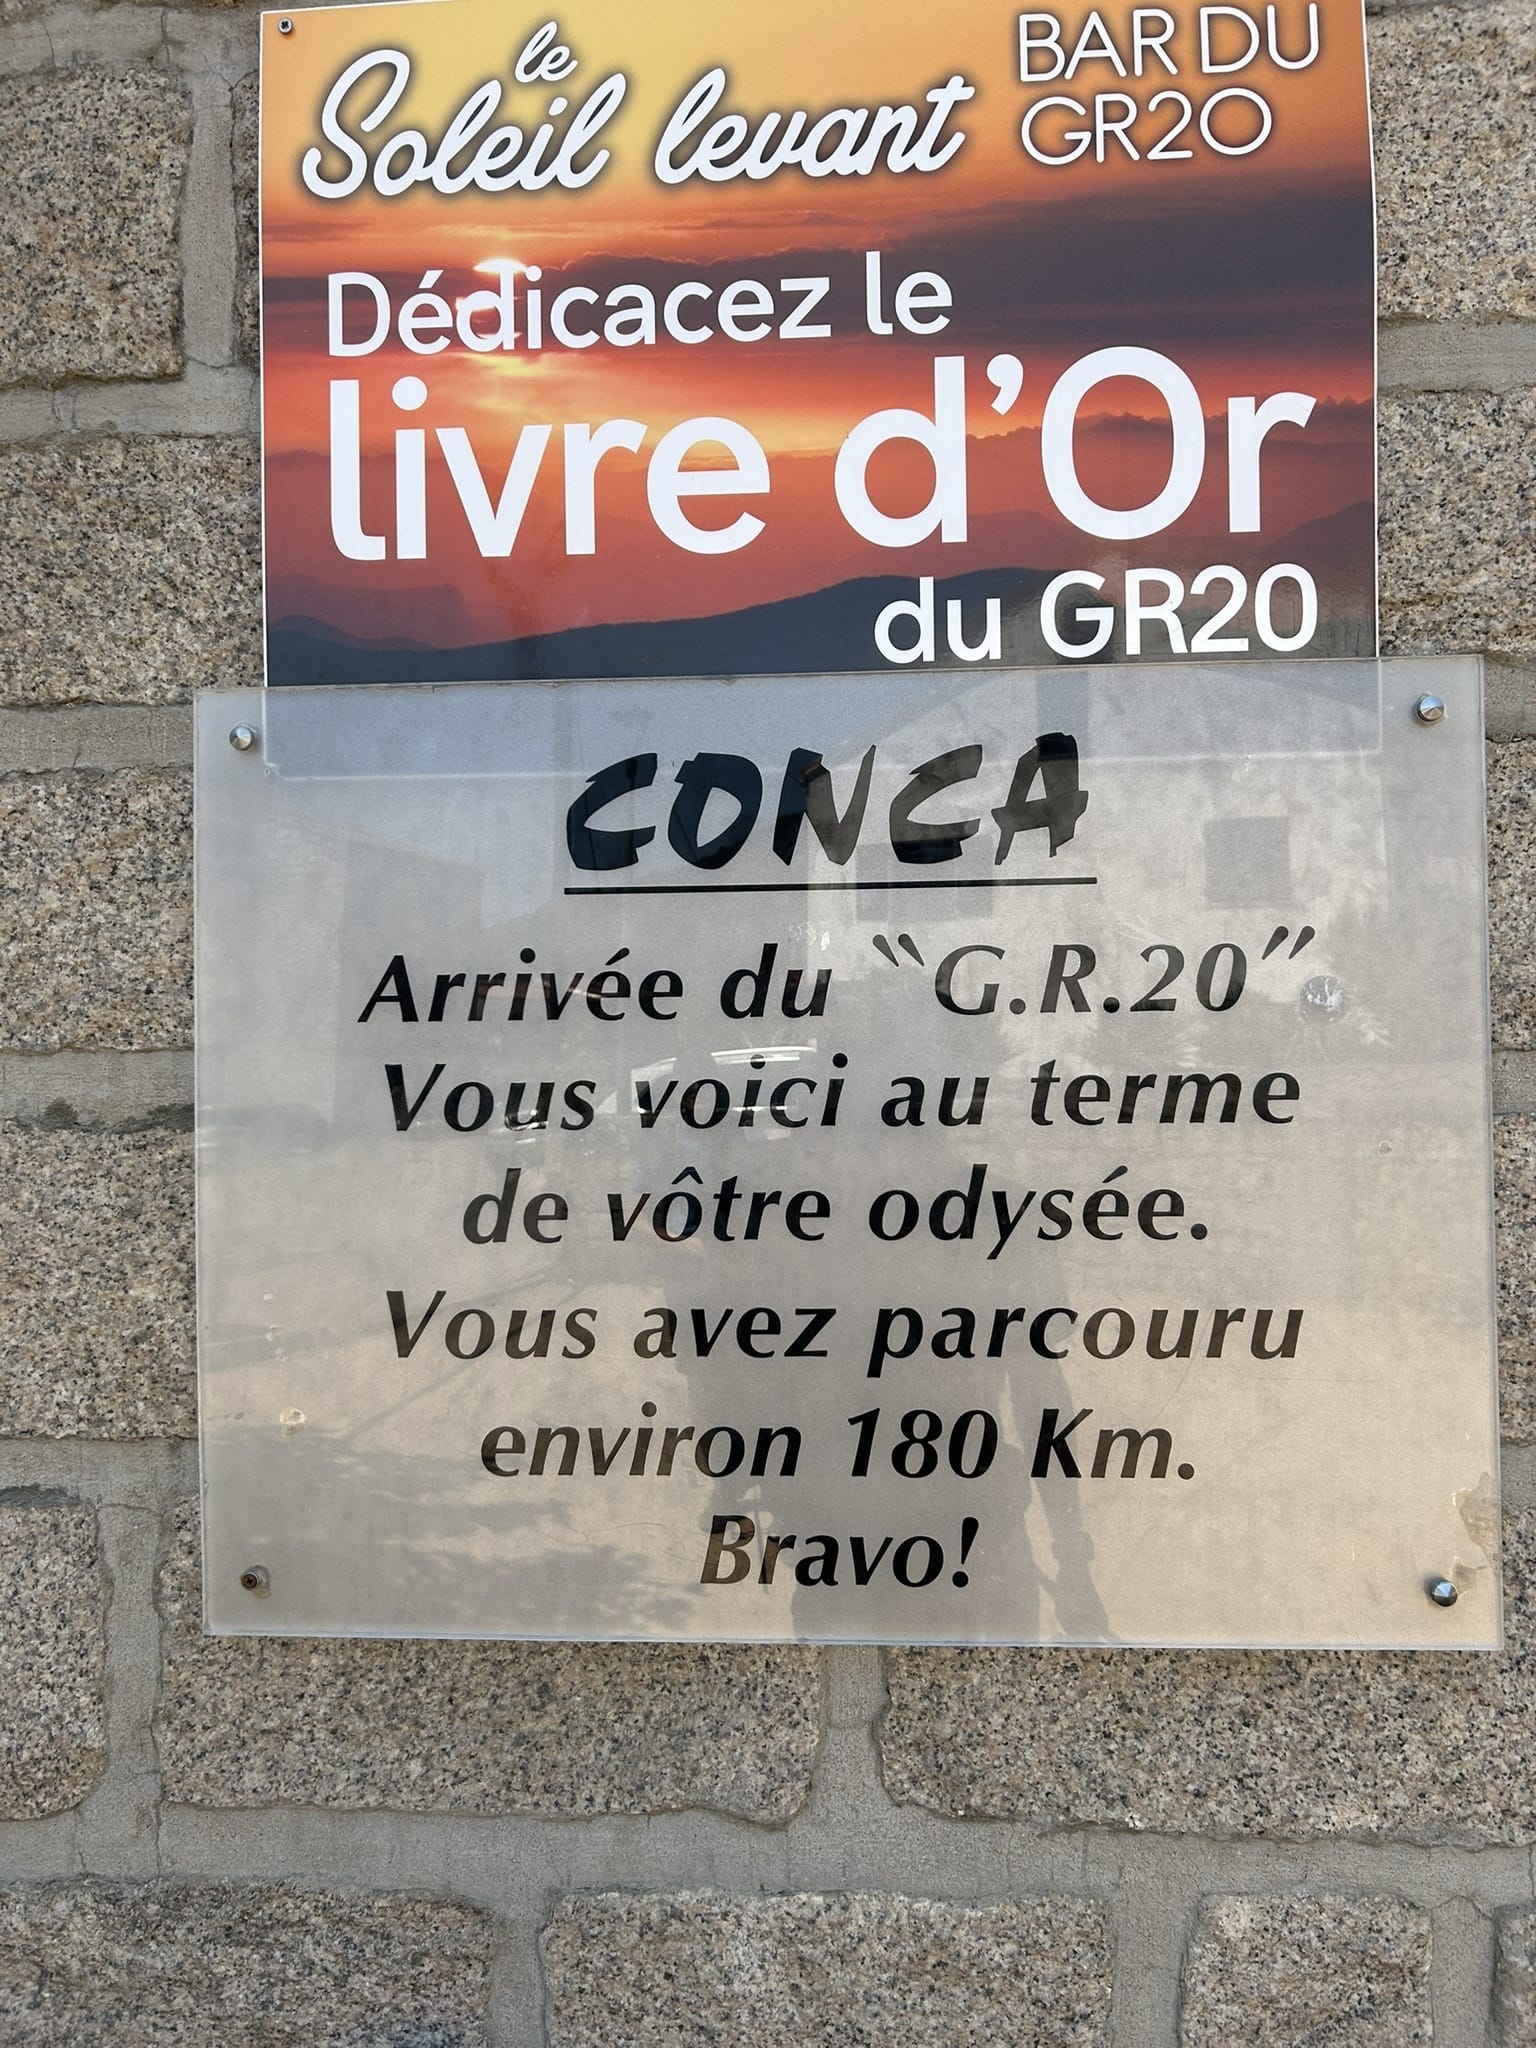 le
Soleil levant
BAR DU
GR20
Dédicacez le
livre d'Or
du GR20
CONCA
Arrivée du "G.R.20"
Vous voici au terme
de vôtre odysée.
Vous avez parcouru
environ 180 Km.
Bravo!